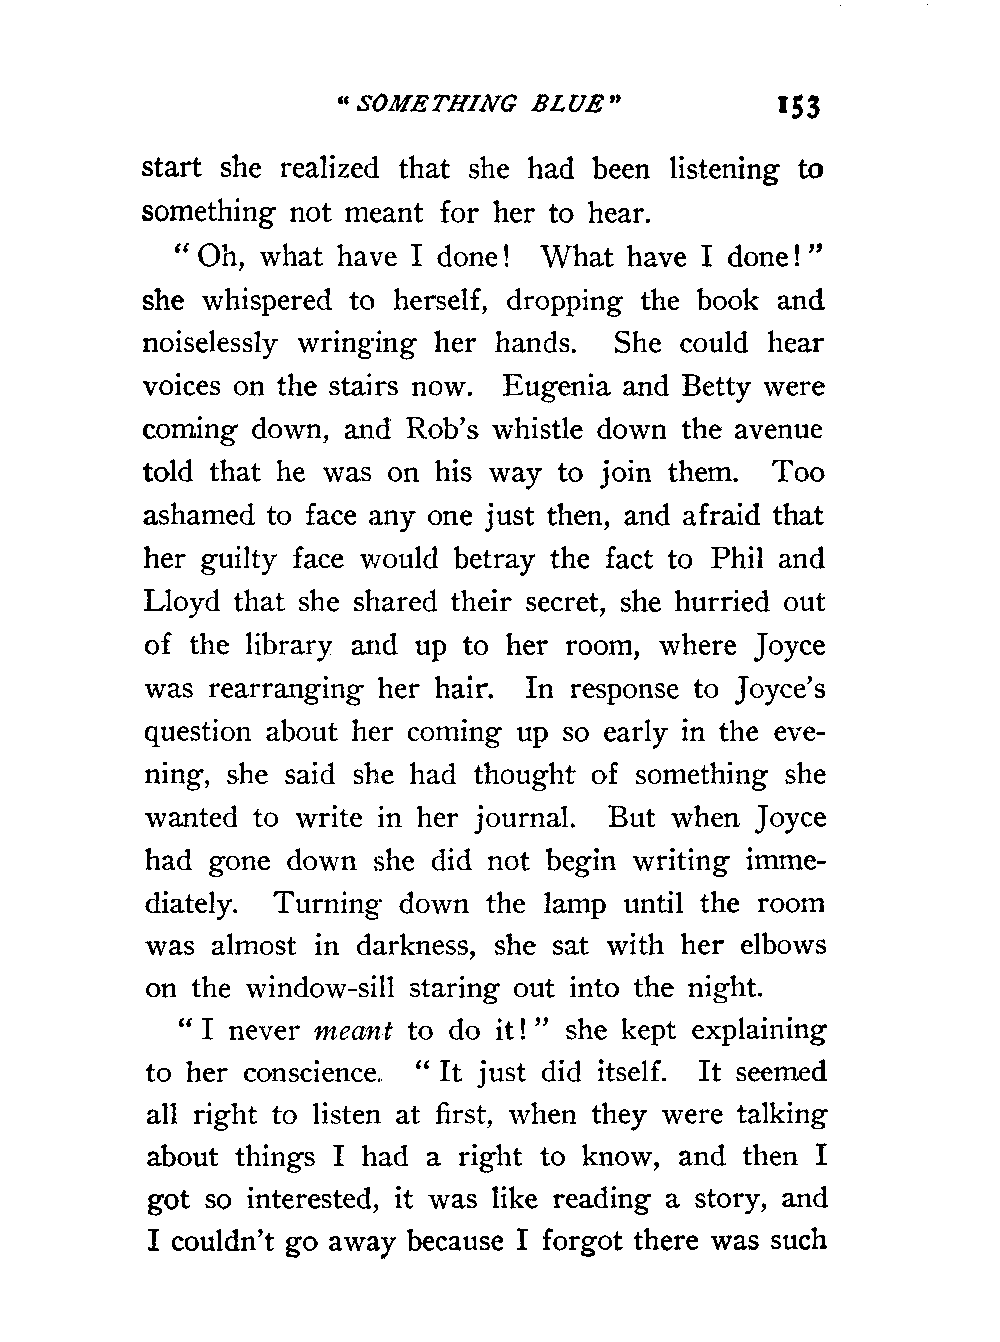 “ SOMETHING BLUE” 153
start she realized that she had been listening to
something not meant for her to hear.
“ Oh, what have I done! What have I done! ”
she whispered to herself, dropping the book and
noiselessly wringing her hands. She could hear
voices on the stairs now. Eugenia and Betty were
coming down, and Rob’s whistle down the avenue
told that he was on his way to join them. Too
ashamed to face any one just then, and afraid that
her guilty face would betray the fact to Phil and
Lloyd that she shared their secret, she hurried out
of the library and up to her room, where Joyce
was rearranging her hair. In response to Joyce’s
question about her coming up so early in the eve-
ning, she said she had thought of something she
wanted to write in her journal. But when Joyce
had gone down she did not begin writing imme-
diately. Turning down the lamp until the room
was almost in darkness, she sat with her elbows
on the window-sill staring out into the night.
“ I never meant to do it! ” she kept explaining
to her conscience. “ It just did itself. It seemed
all right to listen at first, when they were talking
about things I had a right to know, and then I
got so interested, it was like reading a story, and
I couldn’t go away because I forgot there was such